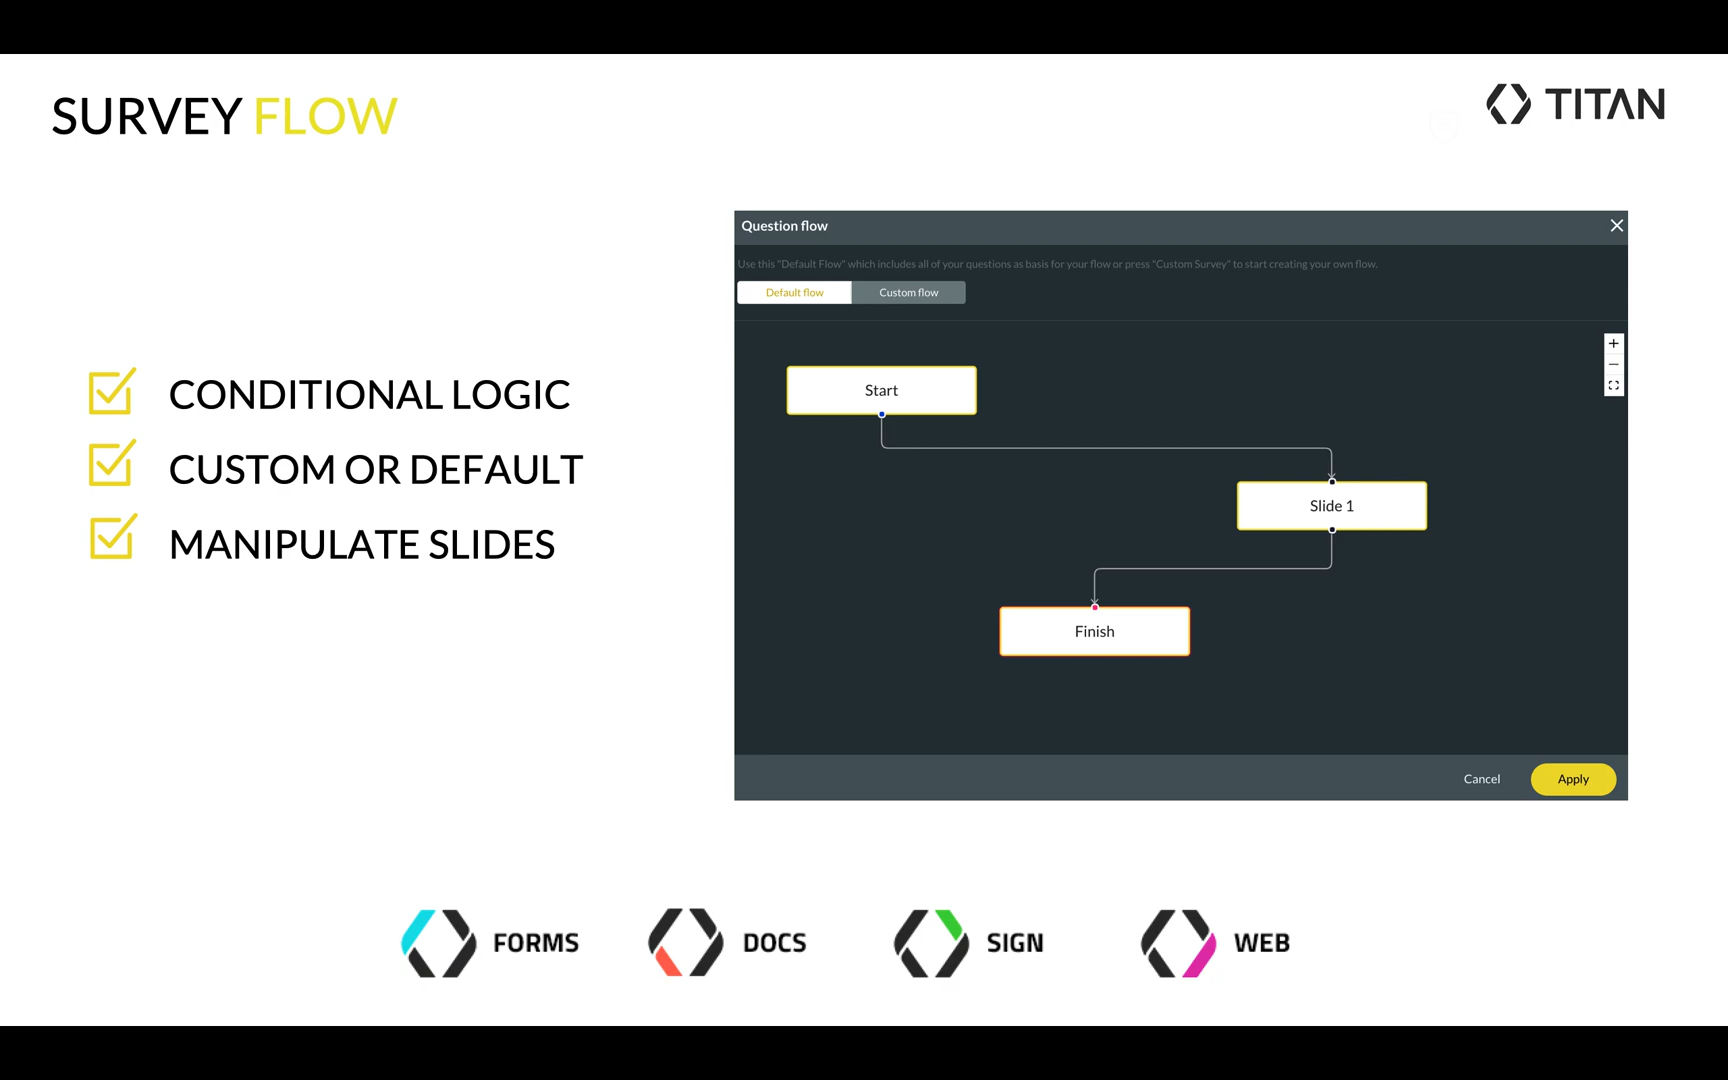 SURVEY FLOW
TITAN
CONDITIONAL LOGIC
CUSTOM OR DEFAULT
MANIPULATE SLIDES
Question flow
Use this "Default Flow" which includes all of your questions as basis for your flow or press "Custom Survey" to start creating your own flow.
Default flow
Custom flow
Start
Slide 1
Finish
Cancel
Apply
FORMS
DOCS
SIGN
WEB